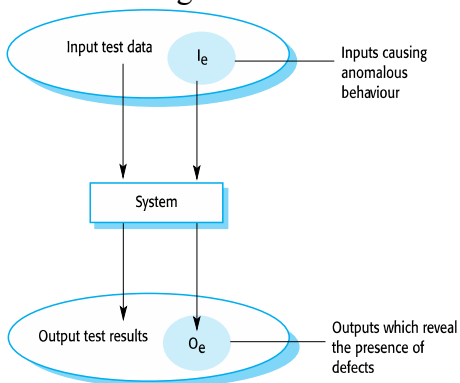 Input test data
Ie
Inputs causing
anomalous
behaviour
System
Output test results
Oe
Outputs which reveal
the presence of
defects